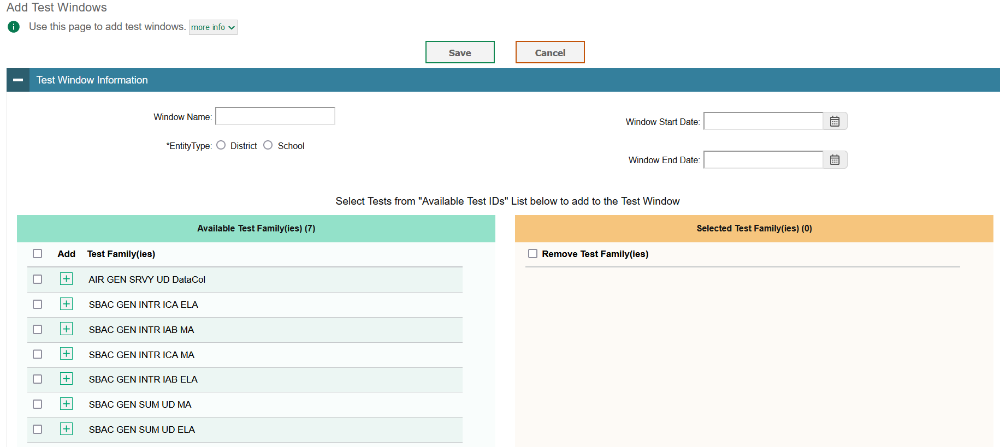 Add Test Windows
Use this page to add test windows. more info
Save Cancel
Test Window Information
Window Name:
*EntityType: District School
Window Start Date:
Window End Date:
Select Tests from "Available Test IDs" List below to add to the Test Window
Available Test Family(ies) (7)
Add Test Family(ies)
AIR GEN SRVY UD DataCol
SBAC GEN INTR ICA ELA
SBAC GEN INTR IAB MA
SBAC GEN INTR ICA MA
SBAC GEN INTR IAB ELA
SBAC GEN SUM UD MA
SBAC GEN SUM UD ELA
Selected Test Family(ies) (0)
Remove Test Family(ies)